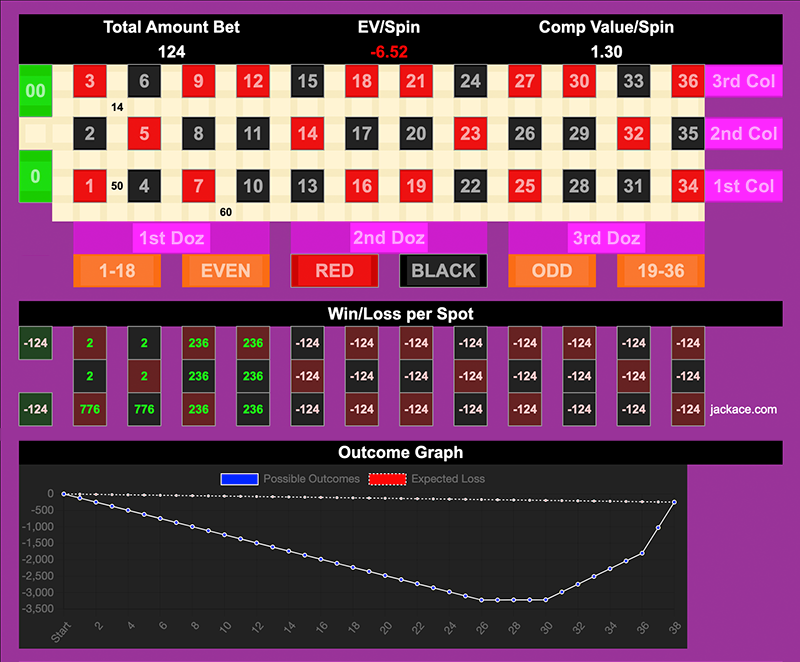 Total Amount Bet EV/Spin Comp Value/Spin
124 -6.52 1.30
00 3 6 9 12 15 18 21 24 27 30 33 36 3rd Col
14
2 5 8 11 14 17 20 23 26 29 32 35 2nd Col
0 1 50 4 7 10 13 16 19 22 25 28 31 34 1st Col
60
1st Doz 2nd Doz 3rd Doz
1-18 EVEN RED BLACK ODD 19-36
Win/Loss per Spot
-124 2 2 236 236 -124 -124 -124 -124 -124 -124 -124 -124
2 2 236 236 -124 -124 -124 -124 -124 -124 -124 -124
-124 776 776 236 236 -124 -124 -124 -124 -124 -124 -124 -124 jackace.com
Outcome Graph
Possible Outcomes Expected Loss
0
-500
-1,000
-1,500
-2,000
-2,500
-3,000
-3,500
Start 2 4 6 8 10 12 14 16 18 20 22 24 26 28 30 32 34 36 38